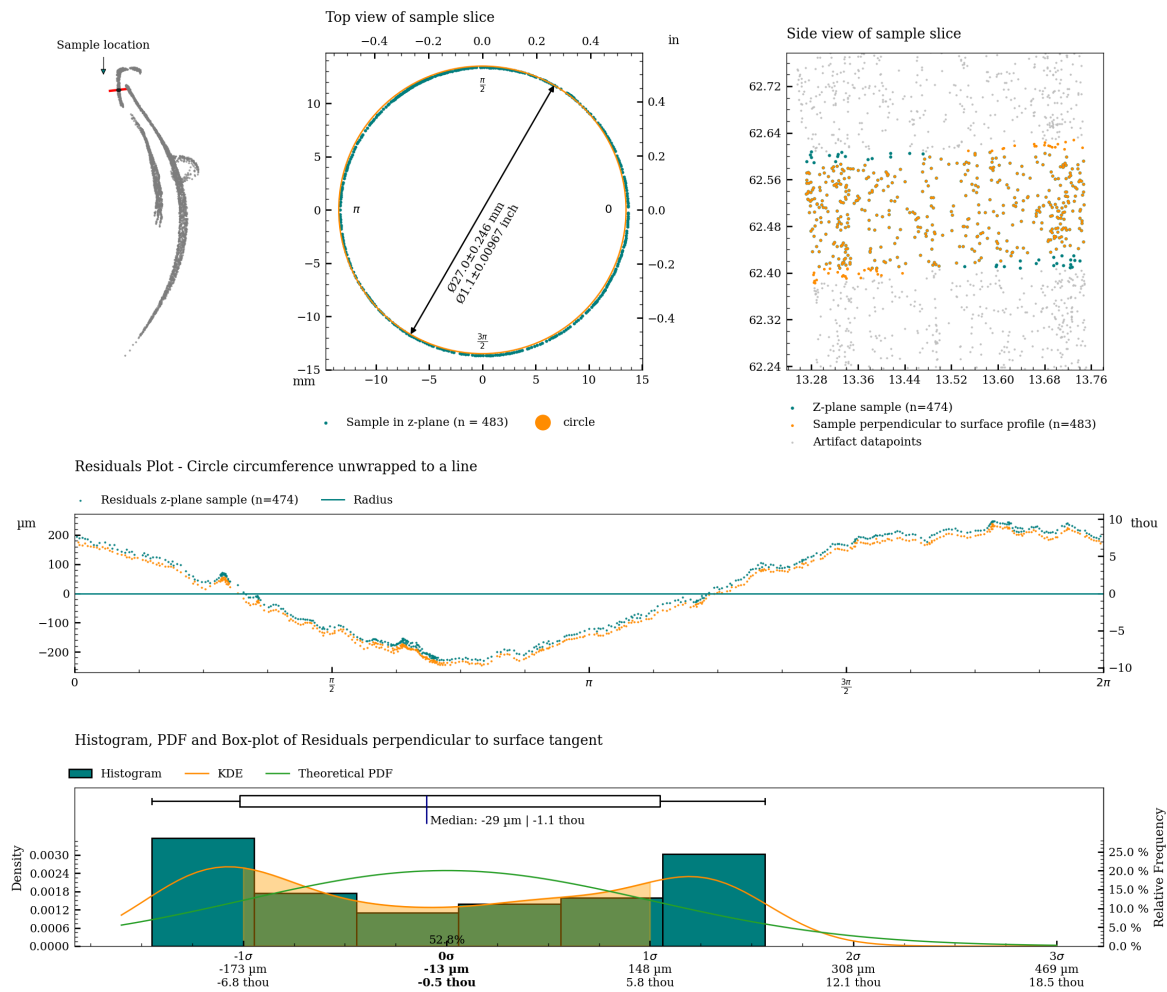 Sample location
Top view of sample slice
−0.4 −0.2 0.0 0.2 0.4 in
10
5
0
−5
−10
−15
mm
−10 −5 0 5 10 15
0.4
0.2
0.0
−0.2
−0.4
π/2
π
0
3π/2
Ø27.0±0.246 mm
Ø1.1±0.00967 inch
Sample in z-plane (n = 483) circle
Side view of sample slice
62.72
62.64
62.56
62.48
62.40
62.32
62.24
13.28 13.36 13.44 13.52 13.60 13.68 13.76
Z-plane sample (n=474)
Sample perpendicular to surface profile (n=483)
Artifact datapoints
Residuals Plot - Circle circumference unwrapped to a line
Residuals z-plane sample (n=474) Radius
µm
200
100
0
−100
−200
10 thou
5
0
−5
−10
0 π/2 π 3π/2 2π
Histogram, PDF and Box-plot of Residuals perpendicular to surface tangent
Histogram KDE Theoretical PDF
Median: -29 µm | -1.1 thou
Density
0.0030
0.0024
0.0018
0.0012
0.0006
0.0000
52.8%
25.0 %
20.0 %
15.0 %
10.0 %
5.0 %
0.0 %
Relative Frequency
-1σ 0σ 1σ 2σ 3σ
-173 µm -13 µm 148 µm 308 µm 469 µm
-6.8 thou -0.5 thou 5.8 thou 12.1 thou 18.5 thou